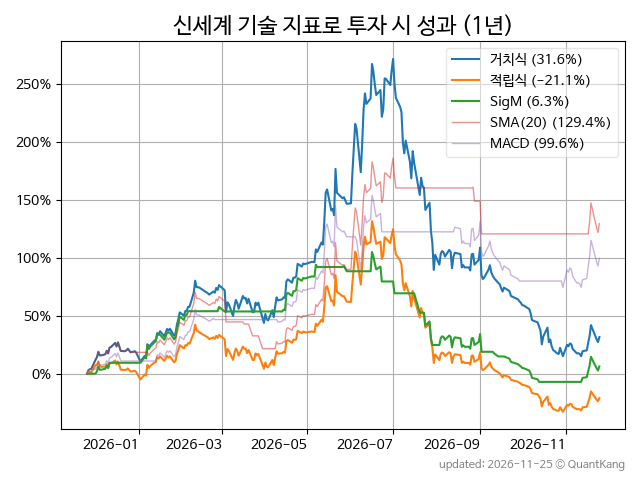 신세계 기술 지표로 투자 시 성과 (1년)
거치식 (31.6%)
적립식 (−21.1%)
SigM (6.3%)
SMA(20) (129.4%)
MACD (99.6%)
250%
200%
150%
100%
50%
0%
2026-01 2026-03 2026-05 2026-07 2026-09 2026-11
updated: 2026-11-25 © QuantKang